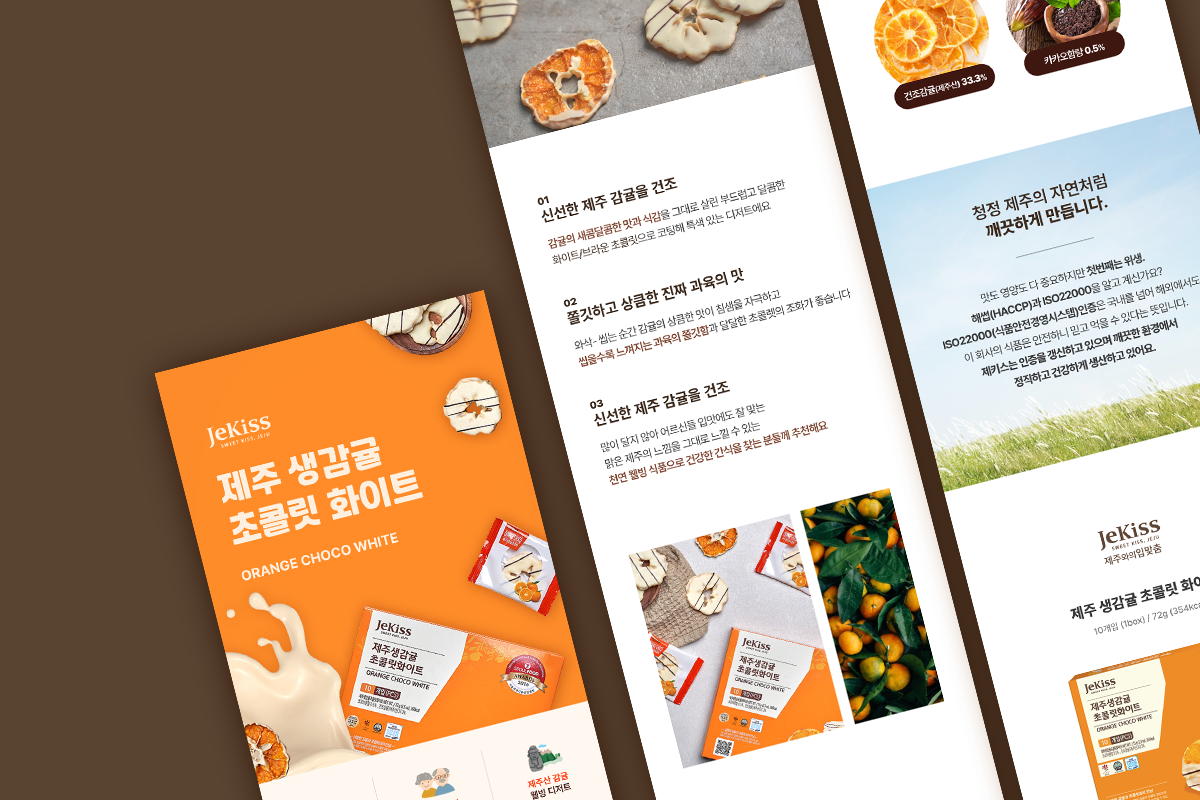 JeKiss
SWEET KISS, JEJU
제주 생감귤
초콜릿 화이트
ORANGE CHOCO WHITE
JeKiss
SWEET KISS, JEJU
제주생감귤
초콜릿화이트
ORANGE CHOCO WHITE
10 개입(PCS)
AWARDS
제주산 감귤
웰빙 디저트
01
신선한 제주 감귤을 건조
감귤의 새콤달콤한 맛과 식감을 그대로 살린 부드럽고 달콤한
화이트/브라운 초콜릿으로 코팅해 특색 있는 디저트에요
02
쫄깃하고 상큼한 진짜 과육의 맛
와삭- 씹는 순간 감귤의 상큼한 맛이 침샘을 자극하고
씹을수록 느껴지는 과육의 쫄깃함과 달달한 초콜렛의 조화가 좋습니다
03
신선한 제주 감귤을 건조
많이 달지 않아 어르신들 입맛에도 잘 맞는
맑은 제주의 느낌을 그대로 느낄 수 있는
천연 웰빙 식품으로 건강한 간식을 찾는 분들께 추천해요
JeKiss
제주생감귤
초콜릿화이트
ORANGE CHOCO WHITE
10 개입(PCS)
건조감귤(제주산) 33.3%
카카오함량 0.5%
청정 제주의 자연처럼
깨끗하게 만듭니다.
맛도 영양도 다 중요하지만 첫번째는 위생.
해썹(HACCP)과 ISO22000을 알고 계신가요?
ISO22000(식품안전경영시스템)인증은 국내를 넘어 해외에서도
이 회사의 식품은 안전하니 믿고 먹을 수 있다는 뜻입니다.
제키스는 인증을 갱신하고 있으며 깨끗한 환경에서
정직하고 건강하게 생산하고 있어요.
JeKiss
SWEET KISS, JEJU
제주와의입맞춤
제주 생감귤 초콜릿 화이
10개입 (1box) / 72g (354kc
JeKiss
제주생감귤
초콜릿화이트
ORANGE CHOCO WHITE
10 개입(PCS)